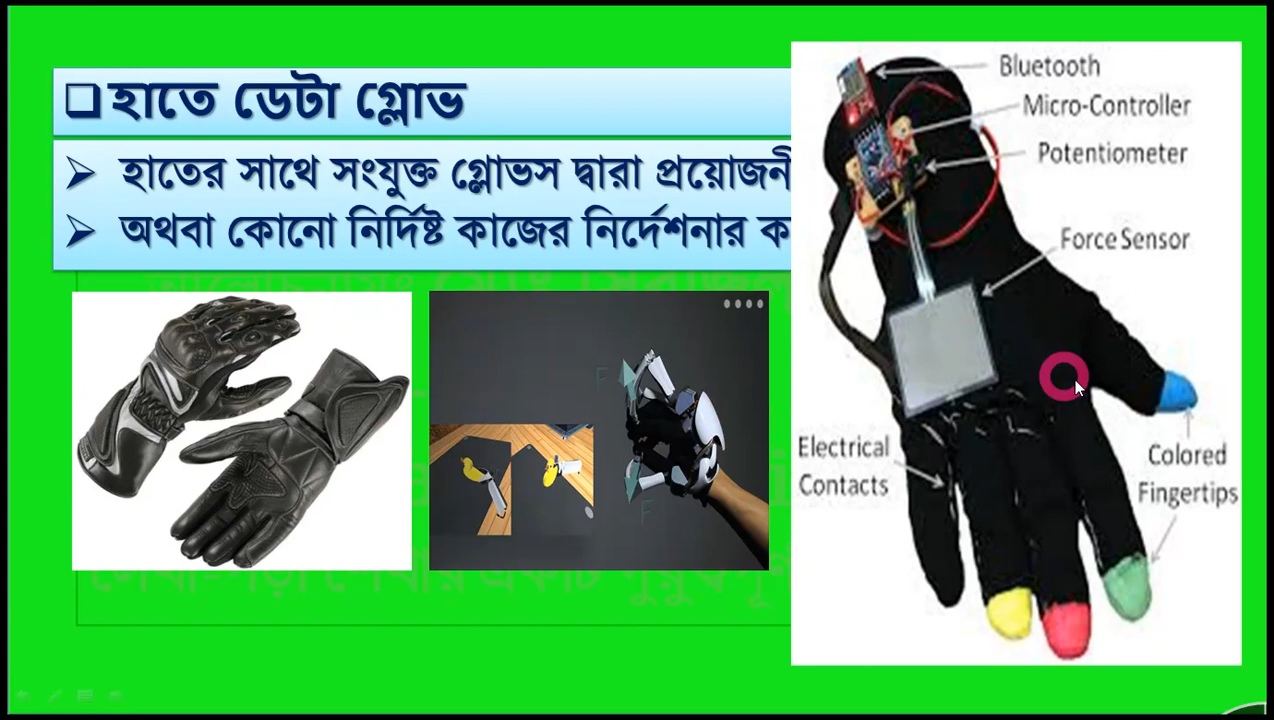 ❑হাতে ডেটা গ্লোভ
➢ হাতের সাথে সংযুক্ত গ্লোভস দ্বারা প্রয়োজনী
➢ অথবা কোনো নির্দিষ্ট কাজের নির্দেশনার ক
Bluetooth
Micro-Controller
Potentiometer
Force Sensor
Electrical
Contacts
Colored
Fingertips
F
F